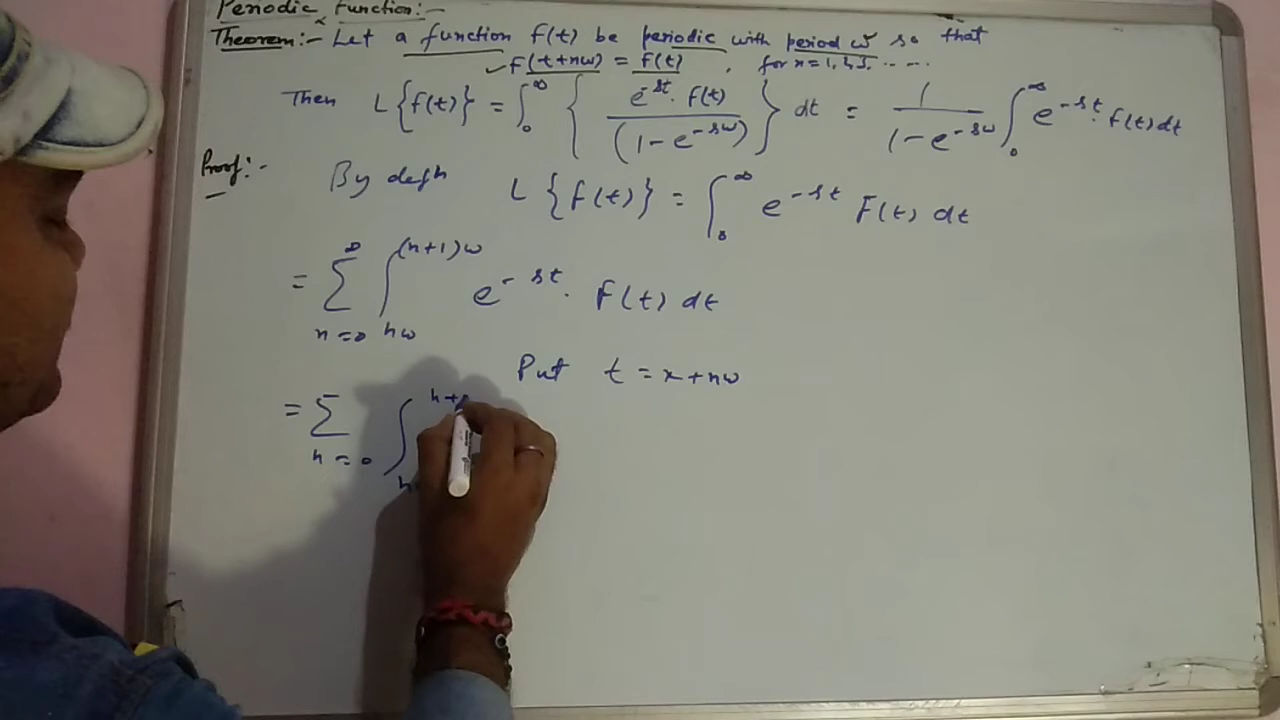 Periodic Function:-
Theorem:- Let a function F(t) be periodic with period ω so that
F(t+nω) = F(t), for n=1,2,3,.....
Then L{f(t)} = ∫₀^∞ { e^-st · f(t) / (1-e^-sω) } dt = 1/(1-e^-sω) ∫₀^∞ e^-st · f(t) dt
Proof:- By defn L{f(t)} = ∫₀^∞ e^-st F(t) dt
= Σ_{n=0}^∞ ∫_{nω}^{(n+1)ω} e^-st · F(t) dt
Put t = x+nω
= Σ_{n=0} ∫ n+